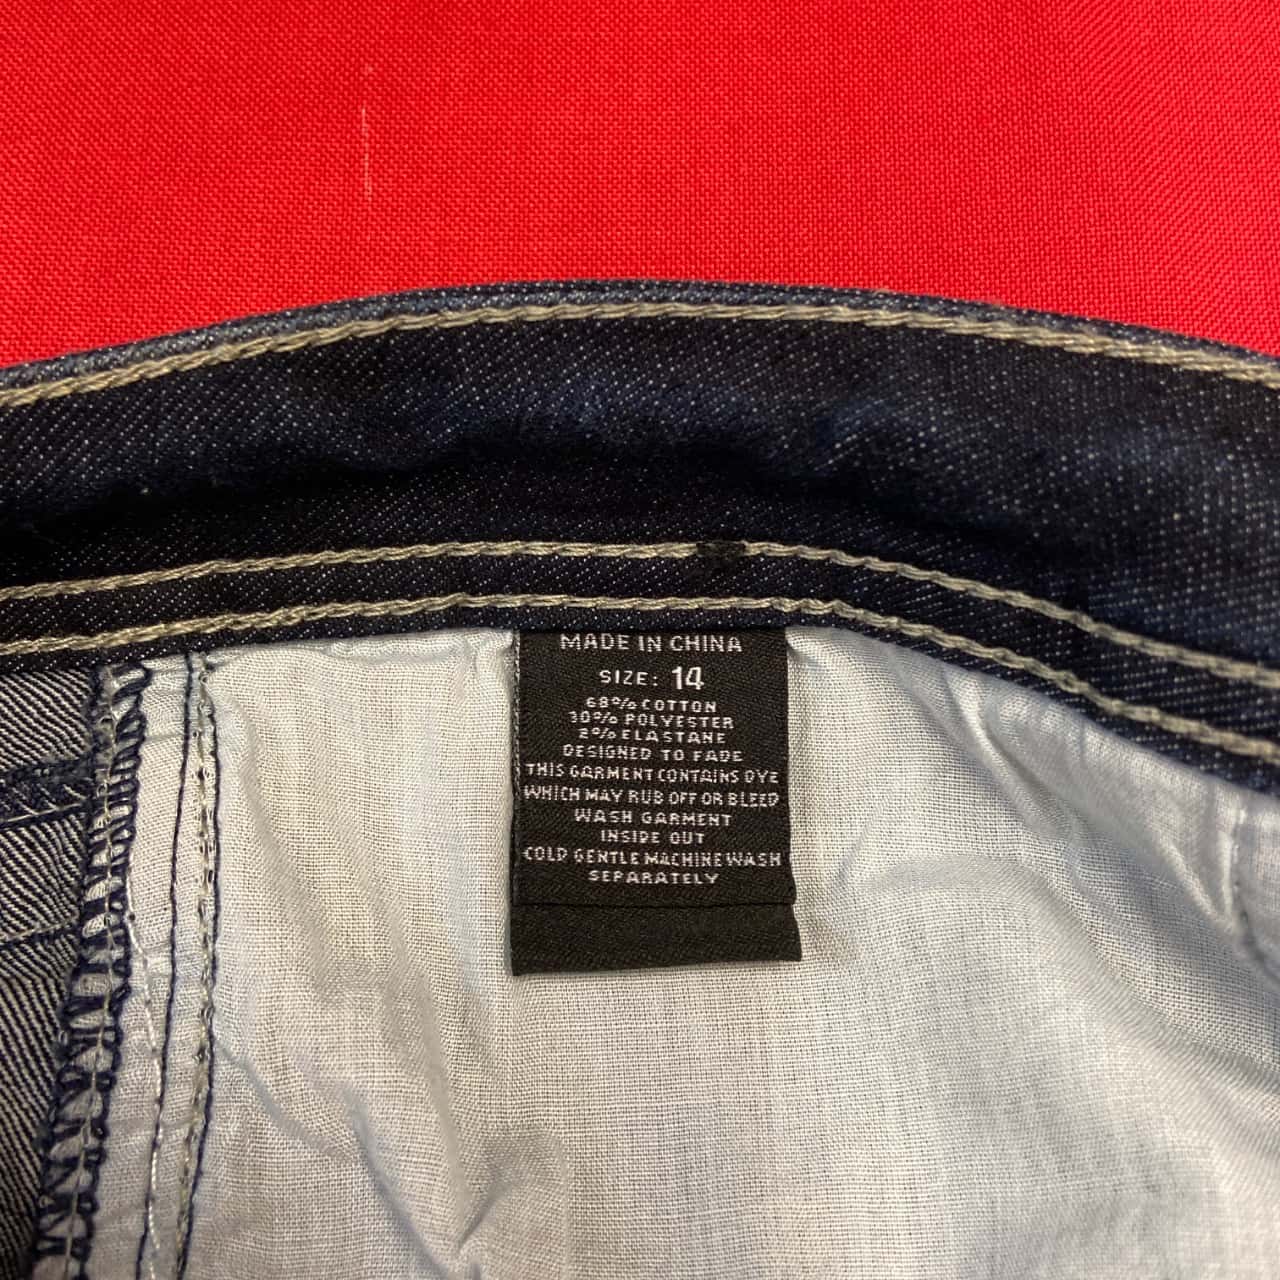 MADE IN CHINA
SIZE: 14
68% COTTON
30% POLYESTER
2% ELASTANE
DESIGNED TO FADE
THIS GARMENT CONTAINS DYE
WHICH MAY RUB OFF OR BLEED
WASH GARMENT
INSIDE OUT
COLD GENTLE MACHINE WASH
SEPARATELY